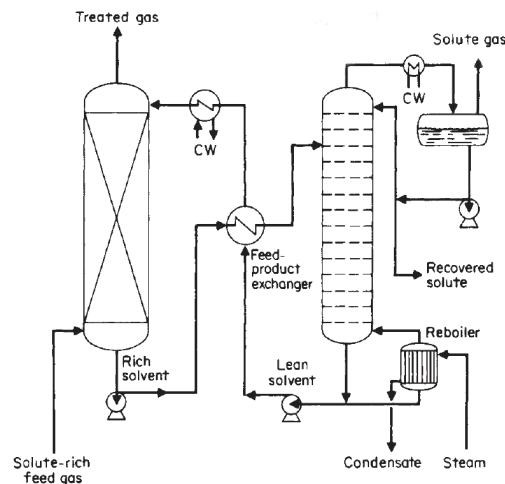 Treated gas
Solute gas
CW
CW
Feed-
product
exchanger
Recovered
solute
Reboiler
Rich
solvent
Lean
solvent
Solute-rich
feed gas
Condensate
Steam